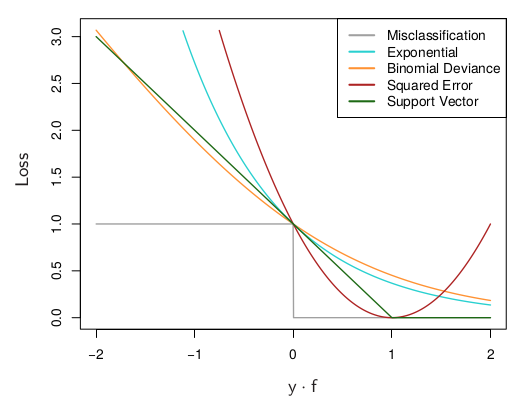 Misclassification
Exponential
Binomial Deviance
Squared Error
Support Vector
3.0
2.5
2.0
1.5
1.0
0.5
0.0
Loss
−2
−1
0
1
2
y · f